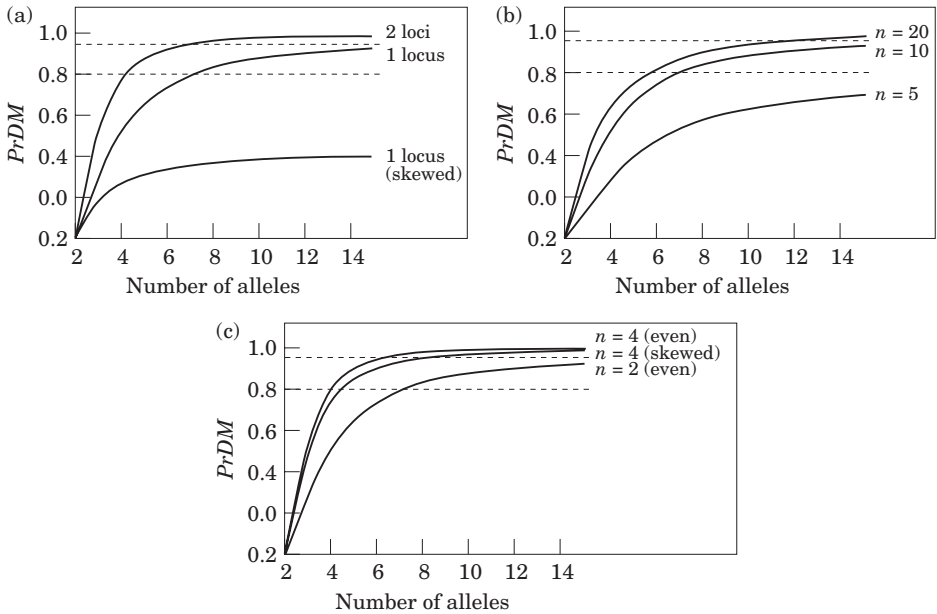 (a)
1.0
0.8
0.6
0.4
0.0
0.2
PrDM
2 4 6 8 10 12 14
Number of alleles
2 loci
1 locus
1 locus
(skewed)
(b)
1.0
0.8
0.6
0.4
0.0
0.2
PrDM
2 4 6 8 10 12 14
Number of alleles
n = 20
n = 10
n = 5
(c)
1.0
0.8
0.6
0.4
0.0
0.2
PrDM
2 4 6 8 10 12 14
Number of alleles
n = 4 (even)
n = 4 (skewed)
n = 2 (even)